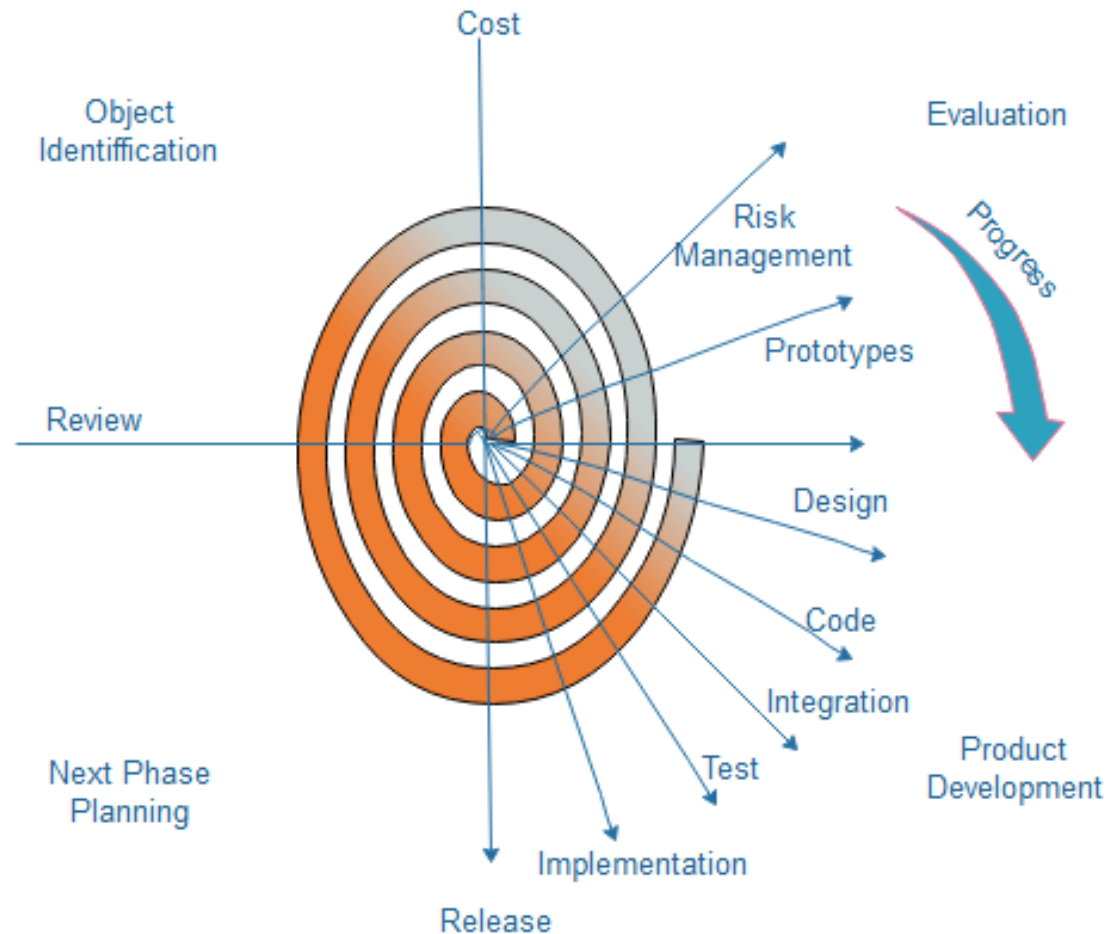 Cost
Object
Identiffication
Evaluation
Progress
Risk
Management
Prototypes
Review
Design
Code
Integration
Test
Product
Development
Next Phase
Planning
Implementation
Release